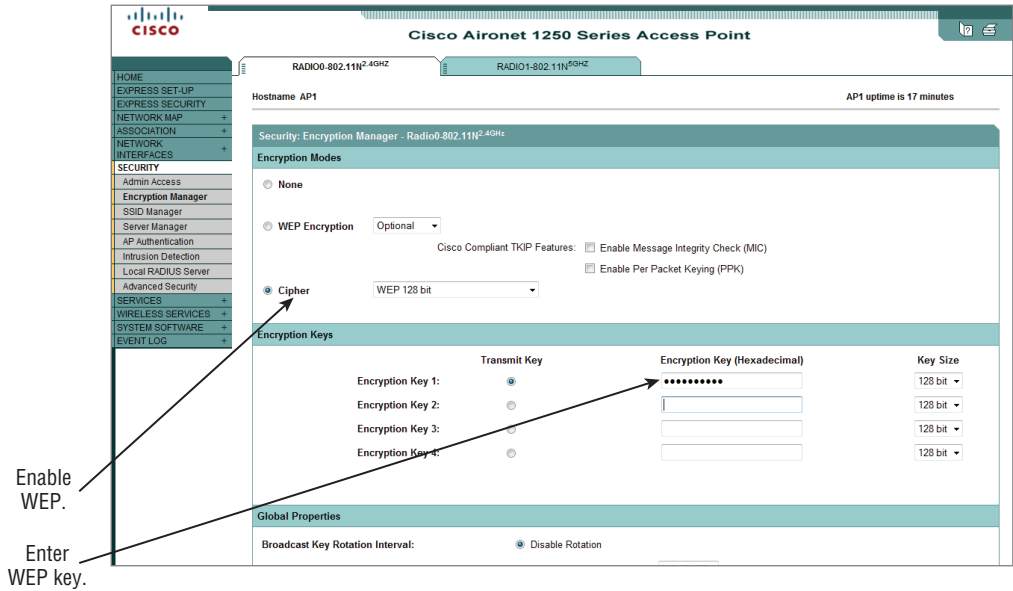 CISCO
Cisco Aironet 1250 Series Access Point
RADIO0-802.11N2.4GHZ
RADIO1-802.11N5GHZ
HOME
EXPRESS SET-UP
EXPRESS SECURITY
NETWORK MAP +
ASSOCIATION +
NETWORK
INTERFACES +
SECURITY
Admin Access
Encryption Manager
SSID Manager
Server Manager
AP Authentication
Intrusion Detection
Local RADIUS Server
Advanced Security
SERVICES +
WIRELESS SERVICES +
SYSTEM SOFTWARE +
EVENT LOG +
Hostname AP1
AP1 uptime is 17 minutes
Security: Encryption Manager - Radio0-802.11N2.4GHz
Encryption Modes
None
WEP Encryption Optional
Cisco Compliant TKIP Features: Enable Message Integrity Check (MIC)
Enable Per Packet Keying (PPK)
Cipher WEP 128 bit
Encryption Keys
Transmit Key Encryption Key (Hexadecimal) Key Size
Encryption Key 1: •••••••••• 128 bit
Encryption Key 2: 128 bit
Encryption Key 3: 128 bit
Encryption Key 4: 128 bit
Global Properties
Broadcast Key Rotation Interval: Disable Rotation
Enable
WEP.
Enter
WEP key.